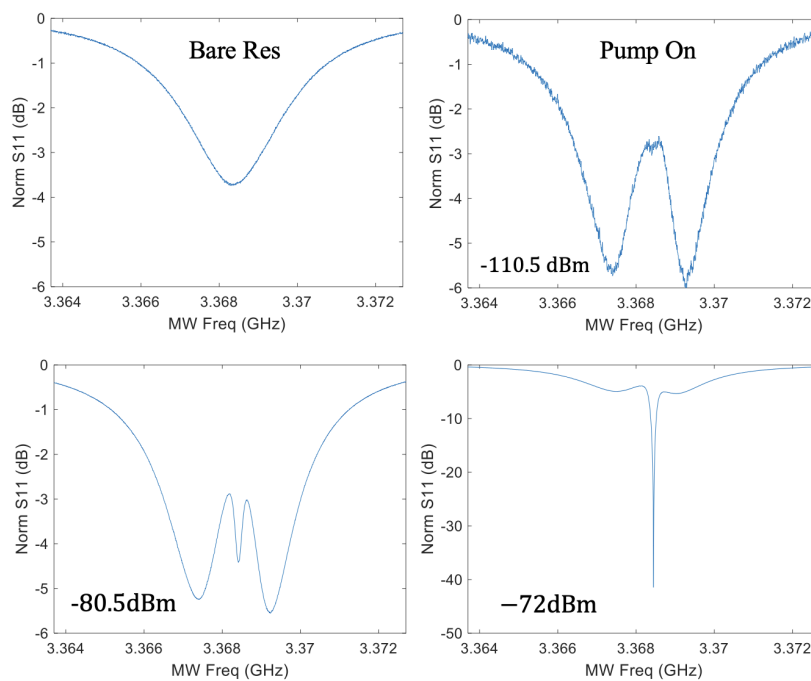 0
-1
-2
-3
-4
-5
-6
Norm S11 (dB)
Bare Res
3.364 3.366 3.368 3.37 3.372
MW Freq (GHz)
0
-1
-2
-3
-4
-5
-6
Norm S11 (dB)
Pump On
-110.5 dBm
3.364 3.366 3.368 3.37 3.372
MW Freq (GHz)
0
-1
-2
-3
-4
-5
-6
Norm S11 (dB)
-80.5dBm
3.364 3.366 3.368 3.37 3.372
MW Freq (GHz)
0
-10
-20
-30
-40
-50
Norm S11 (dB)
−72dBm
3.364 3.366 3.368 3.37 3.372
MW Freq (GHz)